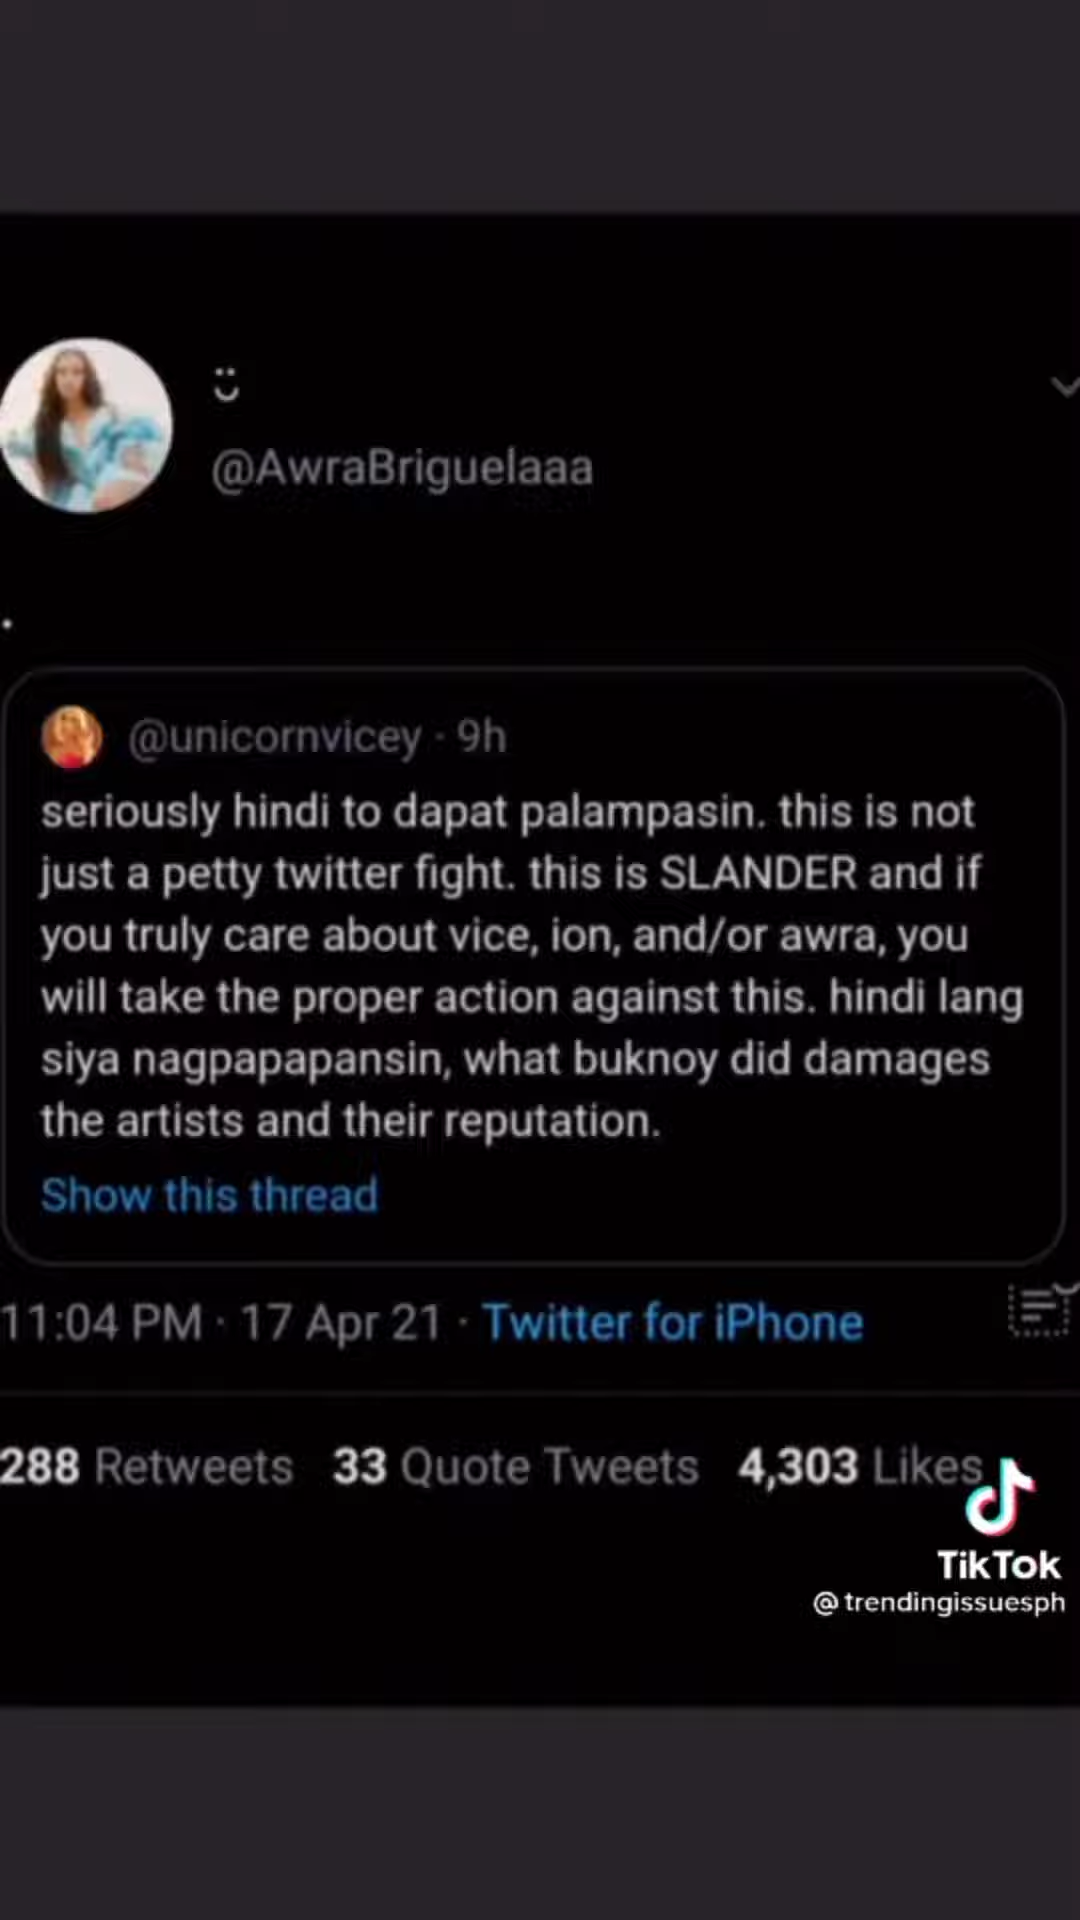 @AwraBriguelaaa
.
@unicornvicey · 9h
seriously hindi to dapat palampasin. this is not
just a petty twitter fight. this is SLANDER and if
you truly care about vice, ion, and/or awra, you
will take the proper action against this. hindi lang
siya nagpapapansin, what buknoy did damages
the artists and their reputation.
Show this thread
11:04 PM · 17 Apr 21 · Twitter for iPhone
288 Retweets 33 Quote Tweets 4,303 Likes
TikTok
@trendingissuesph